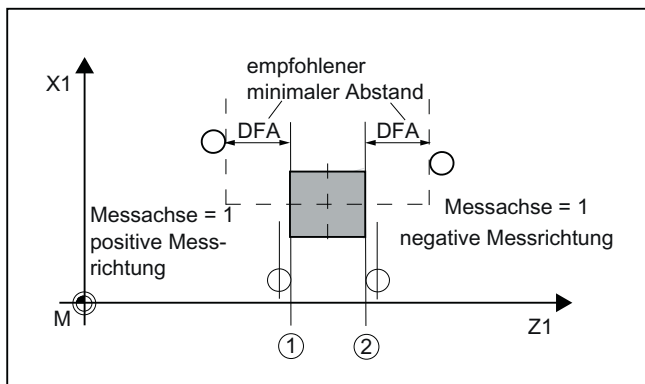 empfohlener
minimaler Abstand
X1
DFA
DFA
Messachse = 1
positive Mess-
richtung
Messachse = 1
negative Messrichtung
M
Z1
1
2